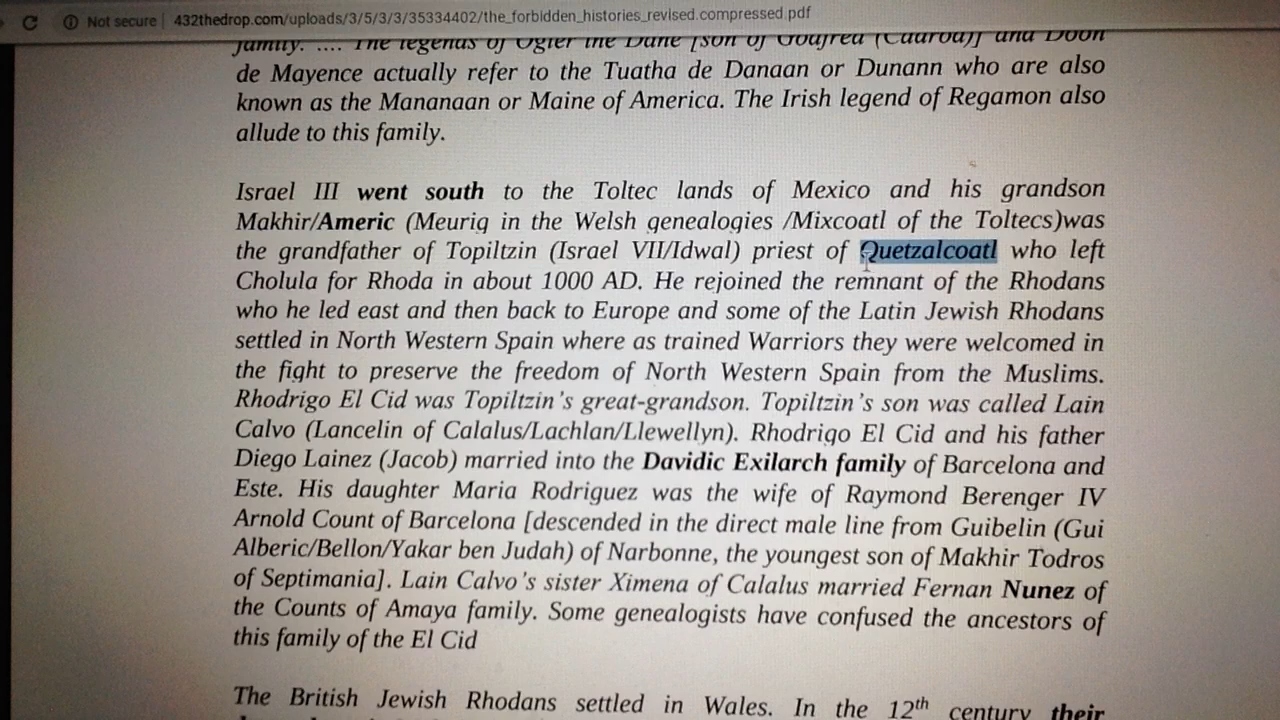 Not secure | 432thedrop.com/uploads/3/5/3/3/35334402/the_forbidden_histories_revised.compressed.pdf
family. .... The legends of Ogier the Dane [son of Godfred (Cadrod)] and Doon
de Mayence actually refer to the Tuatha de Danaan or Dunann who are also
known as the Mananaan or Maine of America. The Irish legend of Regamon also
allude to this family.
Israel III went south to the Toltec lands of Mexico and his grandson
Makhir/Americ (Meurig in the Welsh genealogies /Mixcoatl of the Toltecs)was
the grandfather of Topiltzin (Israel VII/Idwal) priest of Quetzalcoatl who left
Cholula for Rhoda in about 1000 AD. He rejoined the remnant of the Rhodans
who he led east and then back to Europe and some of the Latin Jewish Rhodans
settled in North Western Spain where as trained Warriors they were welcomed in
the fight to preserve the freedom of North Western Spain from the Muslims.
Rhodrigo El Cid was Topiltzin's great-grandson. Topiltzin's son was called Lain
Calvo (Lancelin of Calalus/Lachlan/Llewellyn). Rhodrigo El Cid and his father
Diego Lainez (Jacob) married into the Davidic Exilarch family of Barcelona and
Este. His daughter Maria Rodriguez was the wife of Raymond Berenger IV
Arnold Count of Barcelona [descended in the direct male line from Guibelin (Gui
Alberic/Bellon/Yakar ben Judah) of Narbonne, the youngest son of Makhir Todros
of Septimania]. Lain Calvo's sister Ximena of Calalus married Fernan Nunez of
the Counts of Amaya family. Some genealogists have confused the ancestors of
this family of the El Cid
The British Jewish Rhodans settled in Wales. In the 12th century their